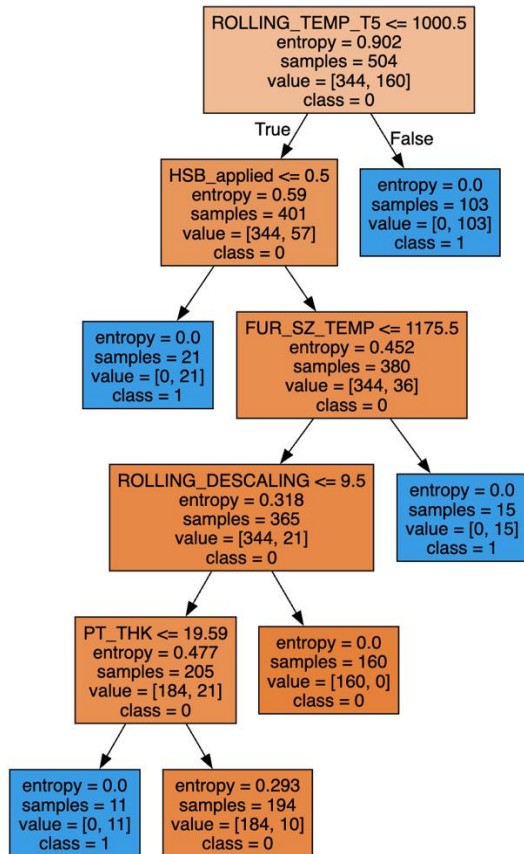 ROLLING_TEMP_T5 <= 1000.5
entropy = 0.902
samples = 504
value = [344, 160]
class = 0
True
False
HSB_applied <= 0.5
entropy = 0.59
samples = 401
value = [344, 57]
class = 0
entropy = 0.0
samples = 103
value = [0, 103]
class = 1
entropy = 0.0
samples = 21
value = [0, 21]
class = 1
FUR_SZ_TEMP <= 1175.5
entropy = 0.452
samples = 380
value = [344, 36]
class = 0
ROLLING_DESCALING <= 9.5
entropy = 0.318
samples = 365
value = [344, 21]
class = 0
entropy = 0.0
samples = 15
value = [0, 15]
class = 1
PT_THK <= 19.59
entropy = 0.477
samples = 205
value = [184, 21]
class = 0
entropy = 0.0
samples = 160
value = [160, 0]
class = 0
entropy = 0.0
samples = 11
value = [0, 11]
class = 1
entropy = 0.293
samples = 194
value = [184, 10]
class = 0